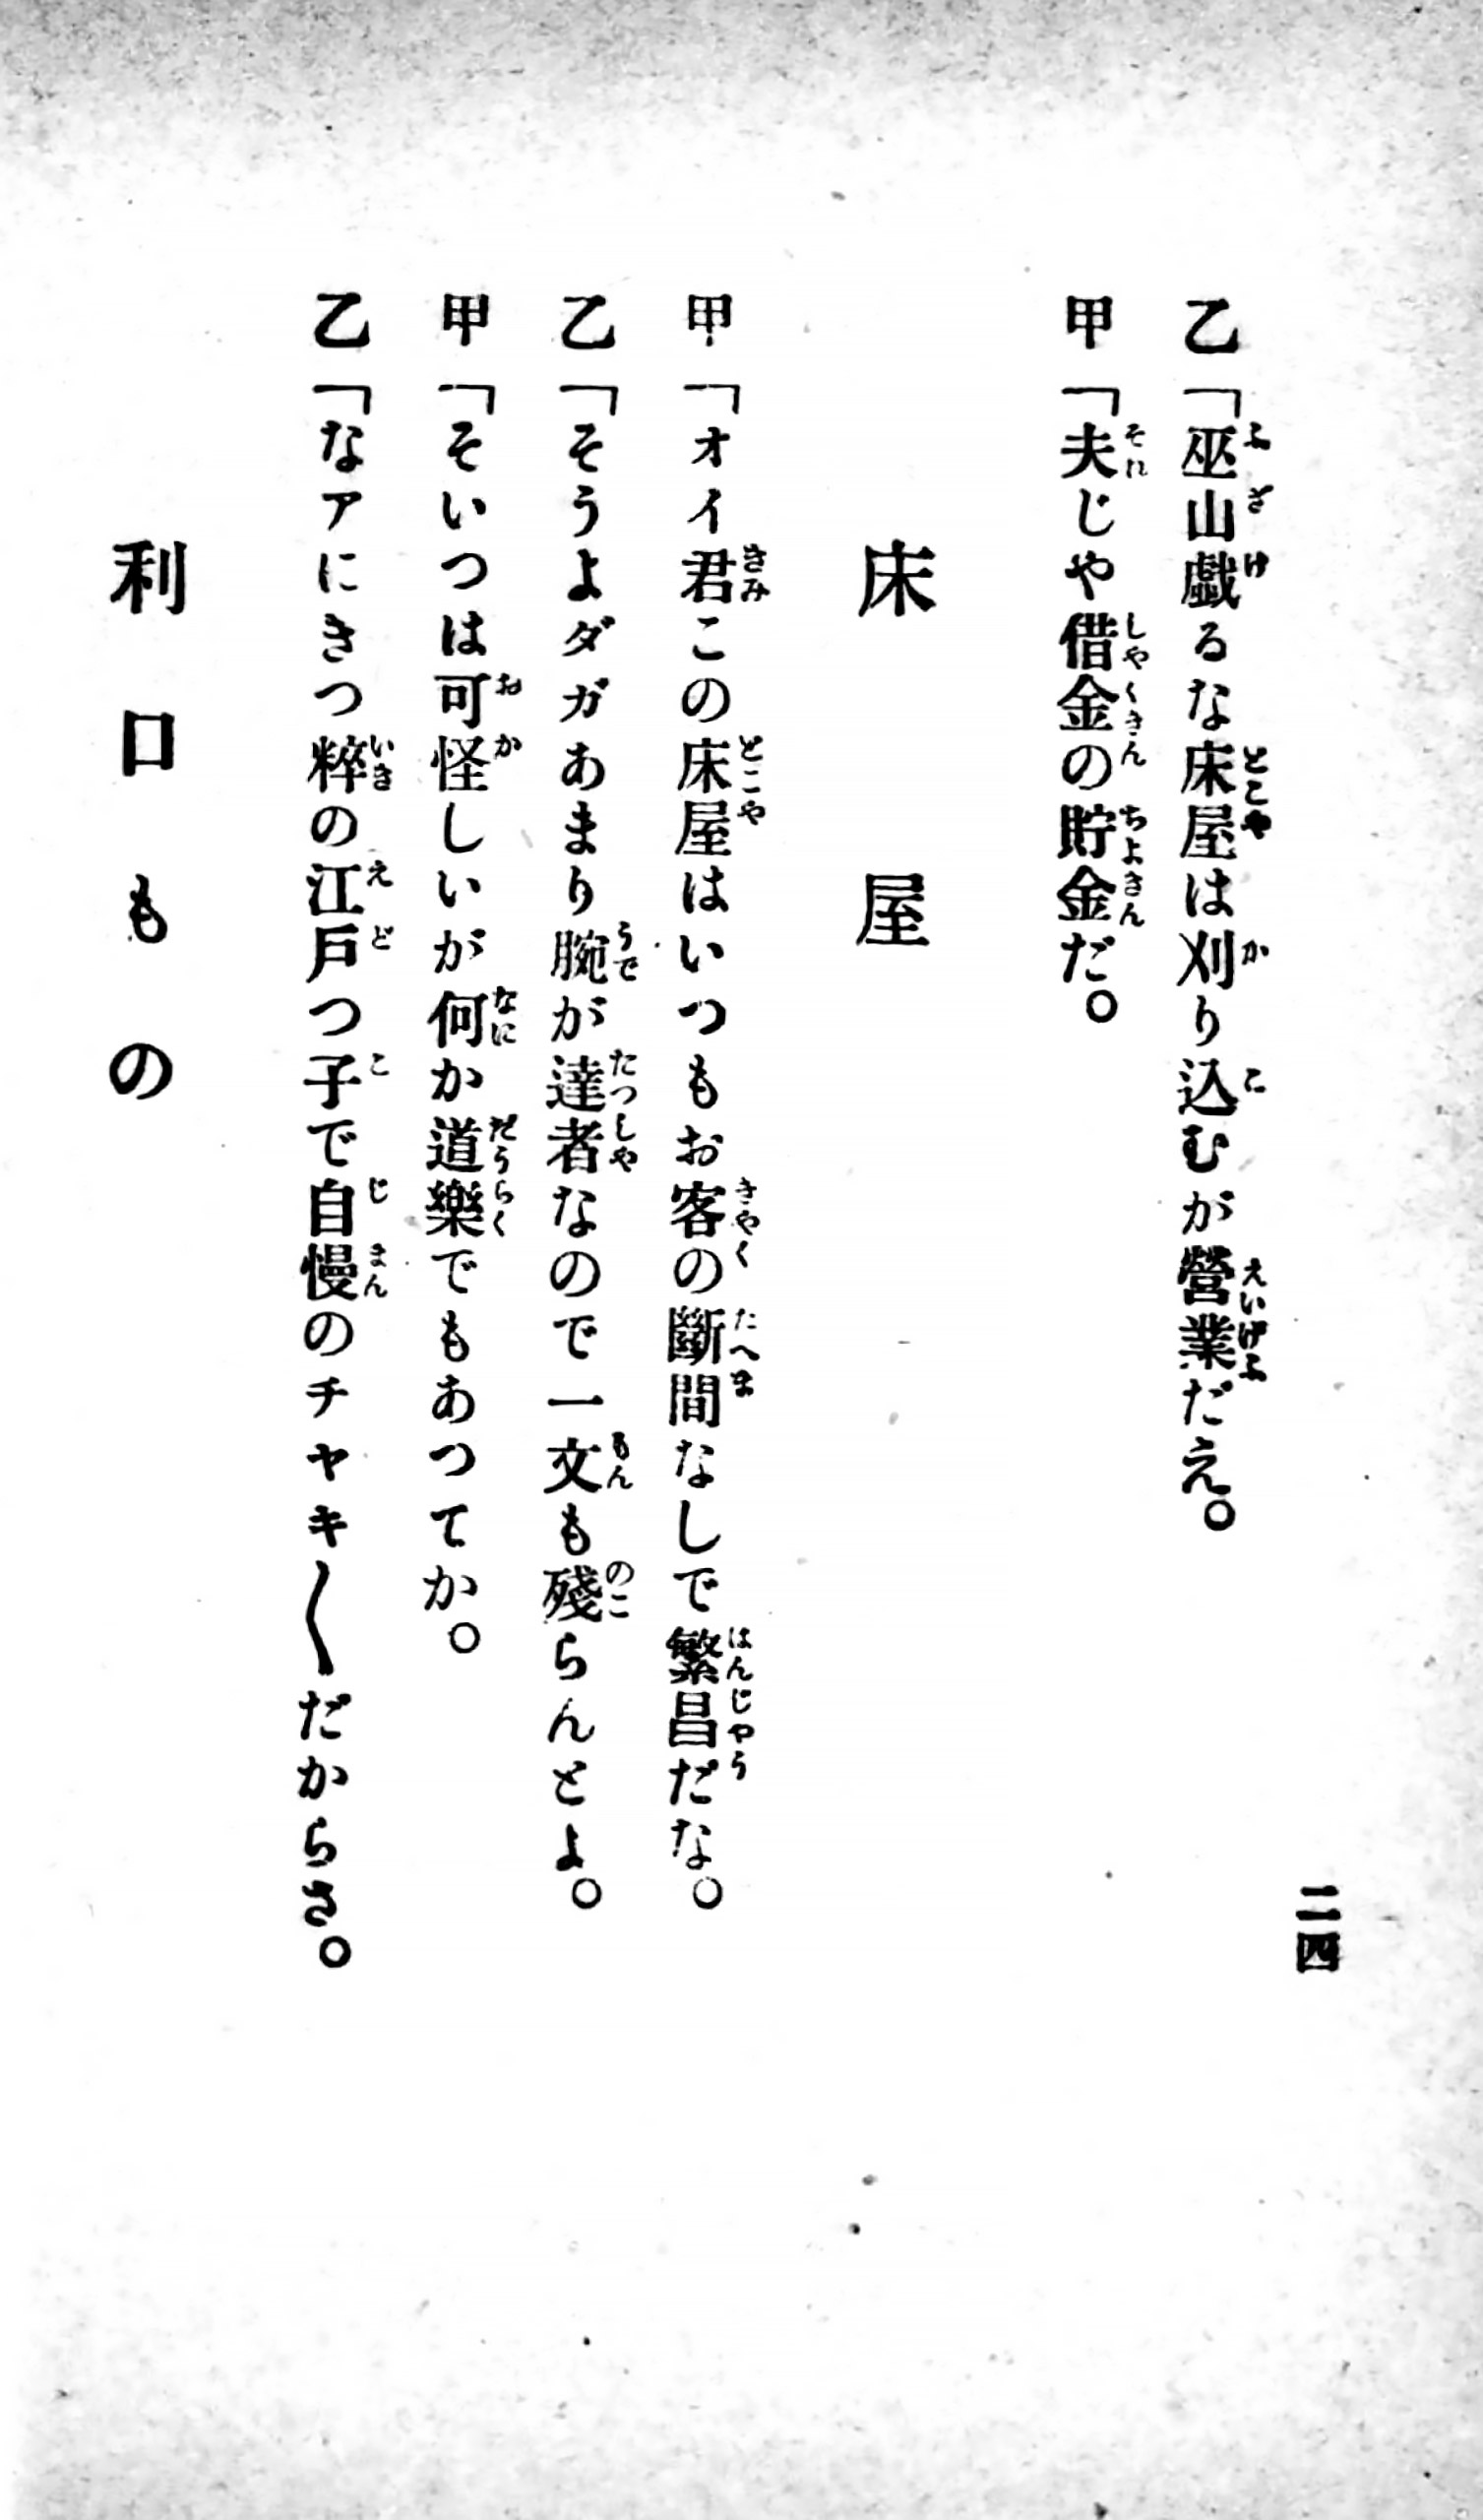 二四
乙「巫山戯るな床屋は刈り込むが營業だえ。
甲「夫じや借金の貯金だ。
床屋
甲「オイ君この床屋はいつもお客の斷間なしで繁昌だな。
乙「そうよダガあまり腕が達者なので一文も殘らんとよ。
甲「そいつは可怪しいが何か道樂でもあつてか。
乙「なアにきつ粹の江戸つ子で自慢のチヤキ〱だからさ。
利口もの